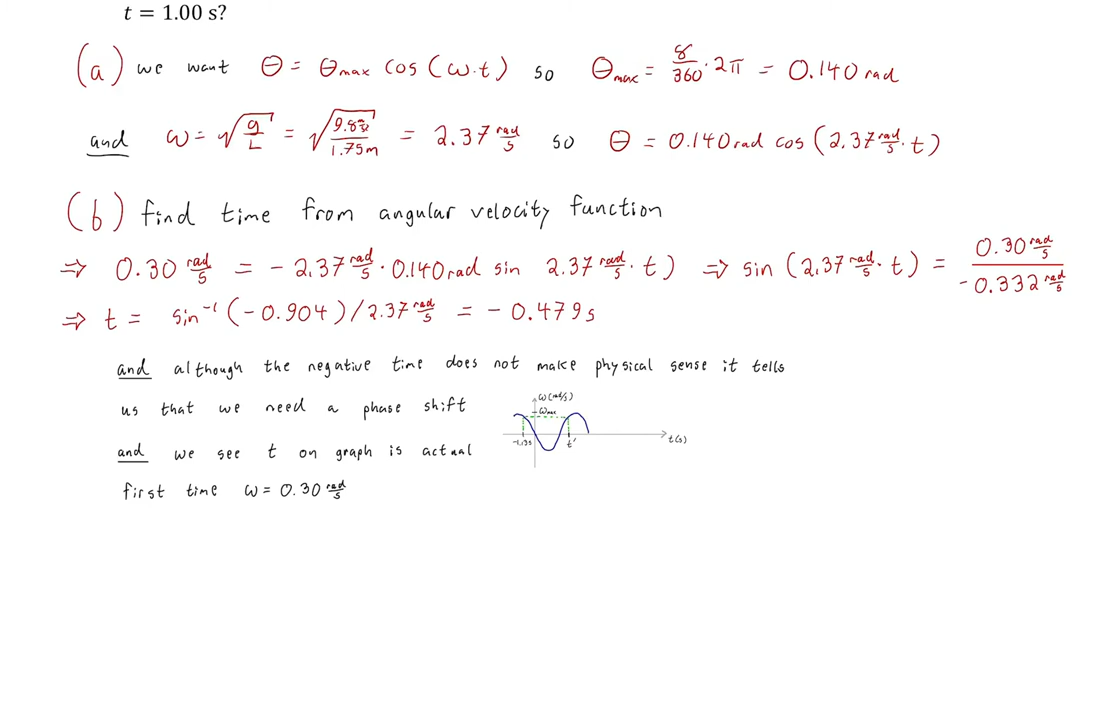 t = 1.00 s?
(a) we want θ = θmax cos (ω·t) so θmax = 8/360 · 2π = 0.140 rad
and ω = √(g/L) = √(9.8 m/s² / 1.75m) = 2.37 rad/s so θ = 0.140 rad cos (2.37 rad/s · t)
(b) find time from angular velocity function
⇒ 0.30 rad/s = - 2.37 rad/s · 0.140 rad sin 2.37 rad/s · t) ⇒ sin (2.37 rad/s · t) = 0.30 rad/s / -0.332 rad/s
⇒ t = sin⁻¹ (-0.904) / 2.37 rad/s = - 0.479 s
and although the negative time does not make physical sense it tells
us that we need a phase shift
and we see t on graph is actual
first time ω = 0.30 rad/s
ω (rad/s)
ωmax
-1.13s t' t(s)